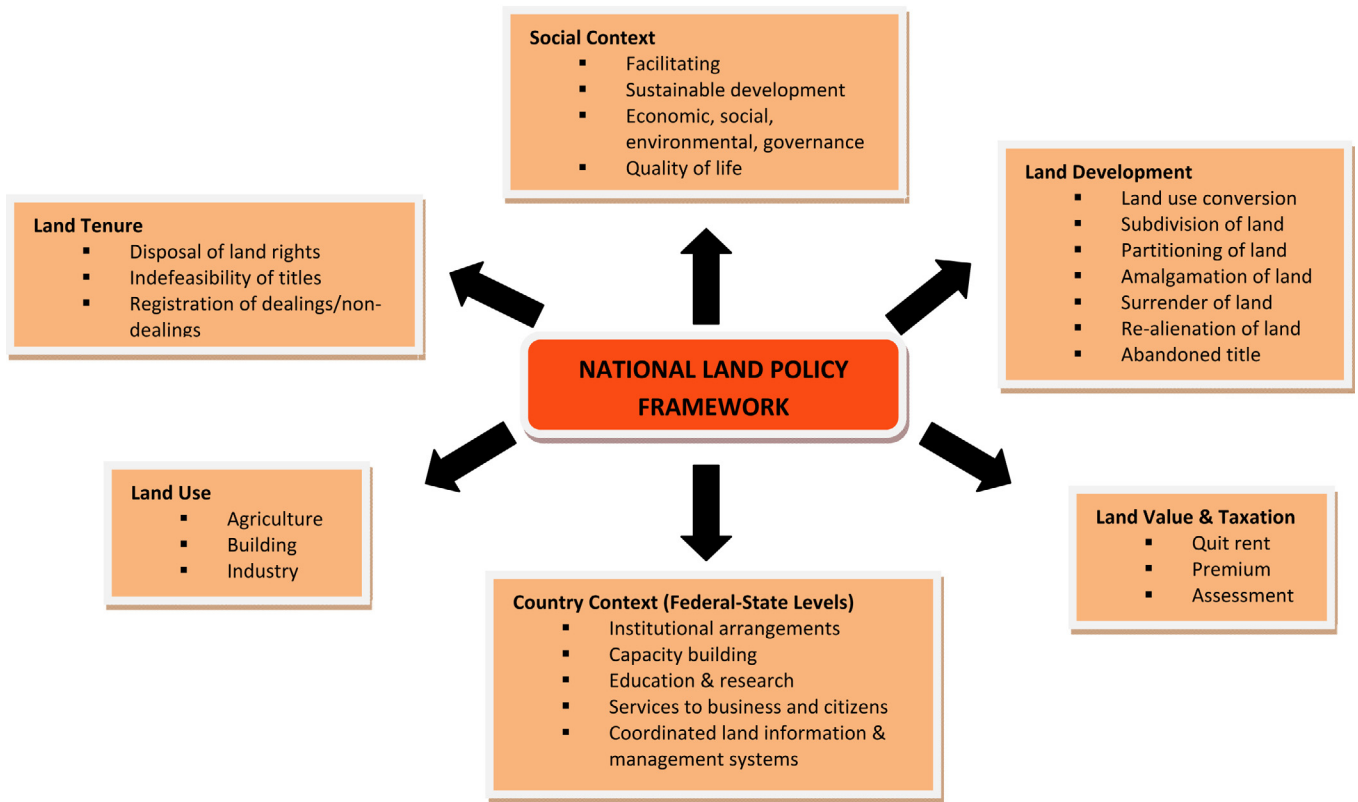 Social Context
▪ Facilitating
▪ Sustainable development
▪ Economic, social,
environmental, governance
▪ Quality of life
Land Development
▪ Land use conversion
▪ Subdivision of land
▪ Partitioning of land
▪ Amalgamation of land
▪ Surrender of land
▪ Re-alienation of land
▪ Abandoned title
Land Tenure
▪ Disposal of land rights
▪ Indefeasibility of titles
▪ Registration of dealings/non-
dealings
NATIONAL LAND POLICY
FRAMEWORK
Land Use
▪ Agriculture
▪ Building
▪ Industry
Land Value & Taxation
▪ Quit rent
▪ Premium
▪ Assessment
Country Context (Federal-State Levels)
▪ Institutional arrangements
▪ Capacity building
▪ Education & research
▪ Services to business and citizens
▪ Coordinated land information &
management systems